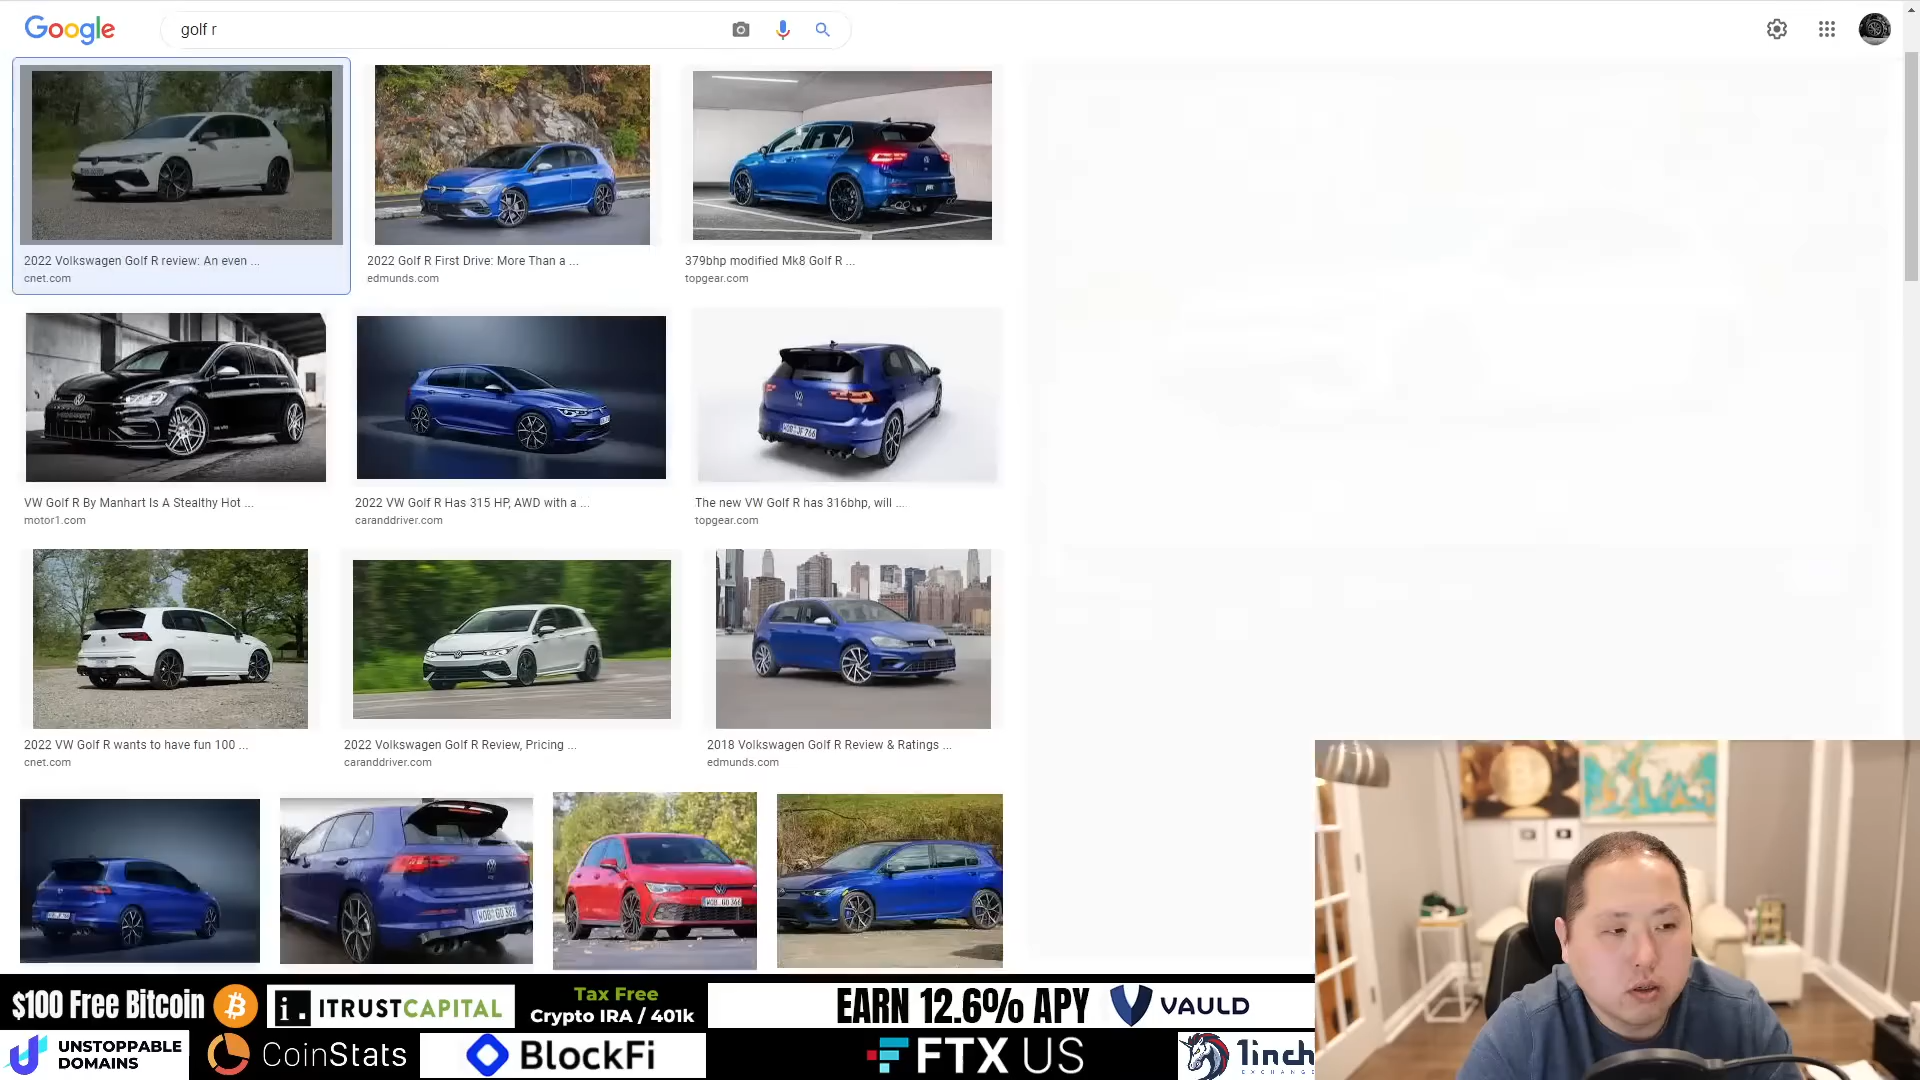 Google
golf r
2022 Volkswagen Golf R review: An even ...
cnet.com
2022 Golf R First Drive: More Than a ...
edmunds.com
379bhp modified Mk8 Golf R ...
topgear.com
VW Golf R By Manhart Is A Stealthy Hot ...
motor1.com
2022 VW Golf R Has 315 HP, AWD with a ...
caranddriver.com
The new VW Golf R has 316bhp, will ...
topgear.com
2022 VW Golf R wants to have fun 100 ...
cnet.com
2022 Volkswagen Golf R Review, Pricing ...
caranddriver.com
2018 Volkswagen Golf R Review & Ratings ...
edmunds.com
$100 Free Bitcoin
i. ITRUSTCAPITAL
Tax Free
Crypto IRA / 401k
EARN 12.6% APY
VAULD
UNSTOPPABLE
DOMAINS
CoinStats
BlockFi
FTX US
1inch